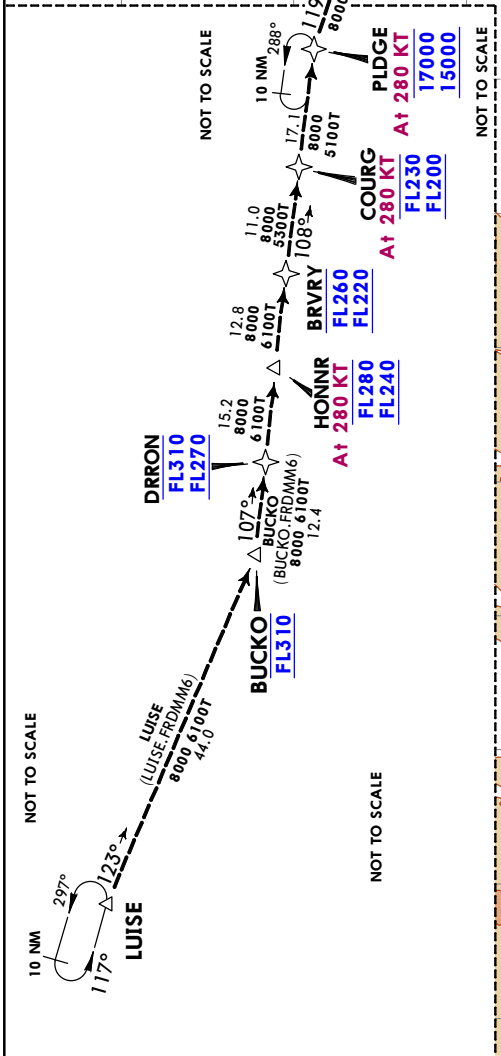 NOT TO SCALE
10 NM
297°
117°
123°
LUISE
LUISE
(LUISE.FRDMM6)
8000 6100T
44.0
NOT TO SCALE
BUCKO
FL310
107°
BUCKO
(BUCKO.FRDMM6)
8000 6100T
12.4
DRRON
FL310
FL270
15.2
8000
6100T
HONNR
At 280 KT
FL280
FL240
12.8
8000
6100T
BRVRY
FL260
FL220
11.0
8000
5300T
108°
COURG
At 280 KT
FL230
FL200
17.1
8000
5100T
NOT TO SCALE
10 NM
288°
PLDGE
At 280 KT
17000
15000
119
8000
NOT TO SCALE